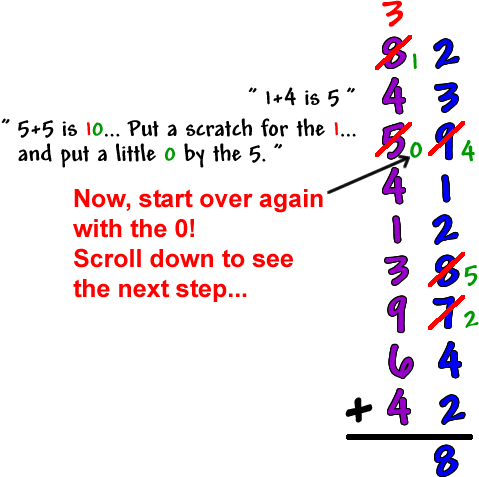 3
8 1 2
" 1+4 is 5 " 4 3
" 5+5 is 10... Put a scratch for the 1...
and put a little 0 by the 5. "
5 0 9 4
Now, start over again
with the 0!
Scroll down to see
the next step...
4 1
1 2
3 8 5
9 7 2
6 4
+ 4 2
8